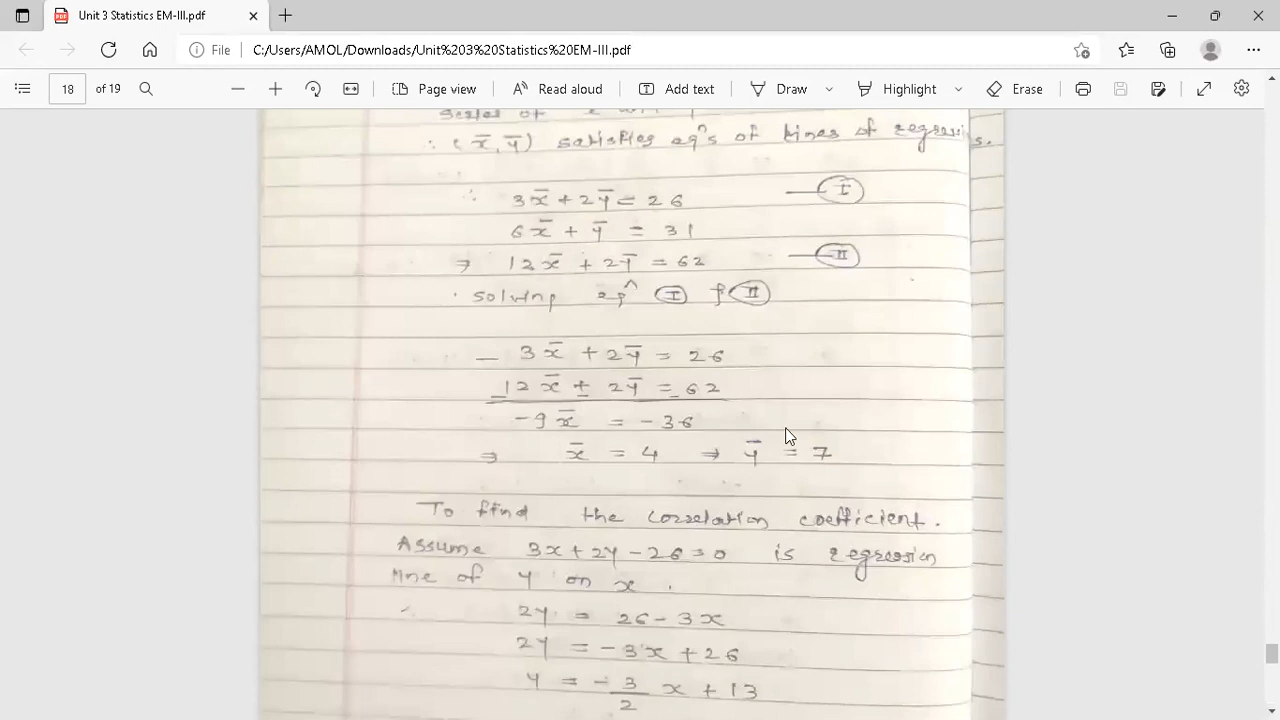 Unit 3 Statistics EM-III.pdf
File C:/Users/AMOL/Downloads/Unit%203%20Statistics%20EM-III.pdf
18 of 19 Page view Read aloud Add text Draw Highlight Erase
∴ (x̄, ȳ) satisfies eqⁿs of lines of regressi s.
∴ 3x̄ + 2ȳ = 26 — I
6x̄ + ȳ = 31
⇒ 12x̄ + 2ȳ = 62 — II
solving eqⁿ I & II
— 3x̄ + 2ȳ = 26
12x̄ ± 2ȳ = 62
-9x̄ = -36
⇒ x̄ = 4 ⇒ ȳ = 7
To find the correlation coefficient.
Assume 3x + 2y - 26 = 0 is regression
line of y on x.
∴ 2y = 26 - 3x
2y = -3x + 26
y = -3/2 x + 13